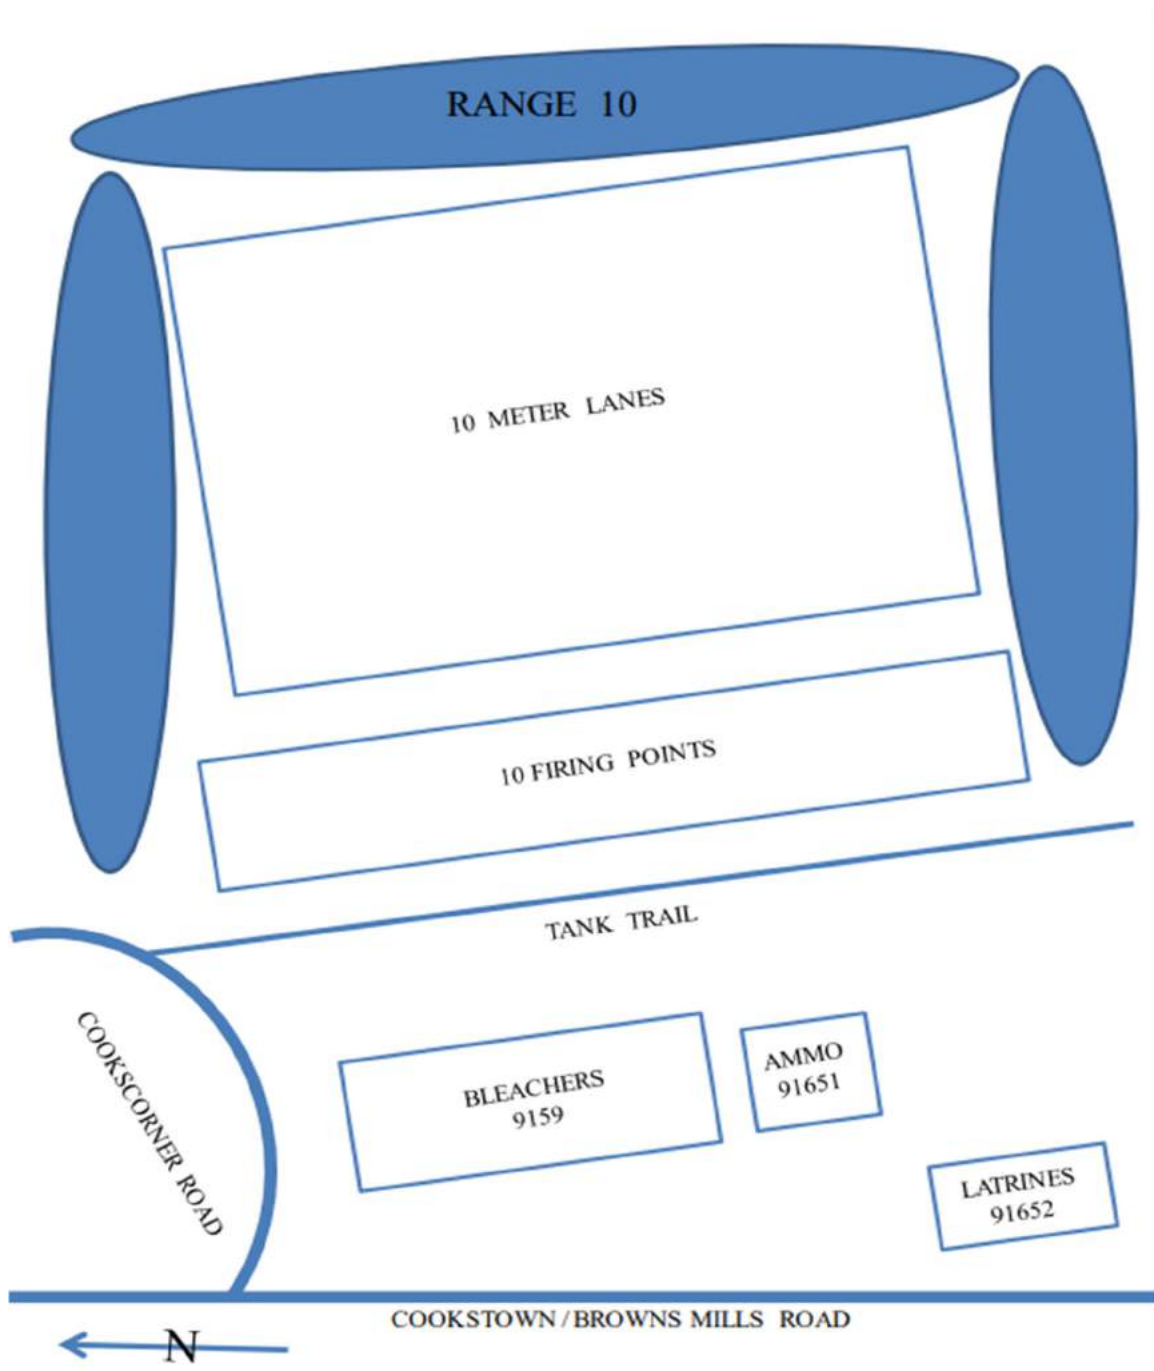 RANGE 10
10 METER LANES
10 FIRING POINTS
TANK TRAIL
COOKSCORNER ROAD
BLEACHERS
9159
AMMO
91651
LATRINES
91652
COOKSTOWN / BROWNS MILLS ROAD
N